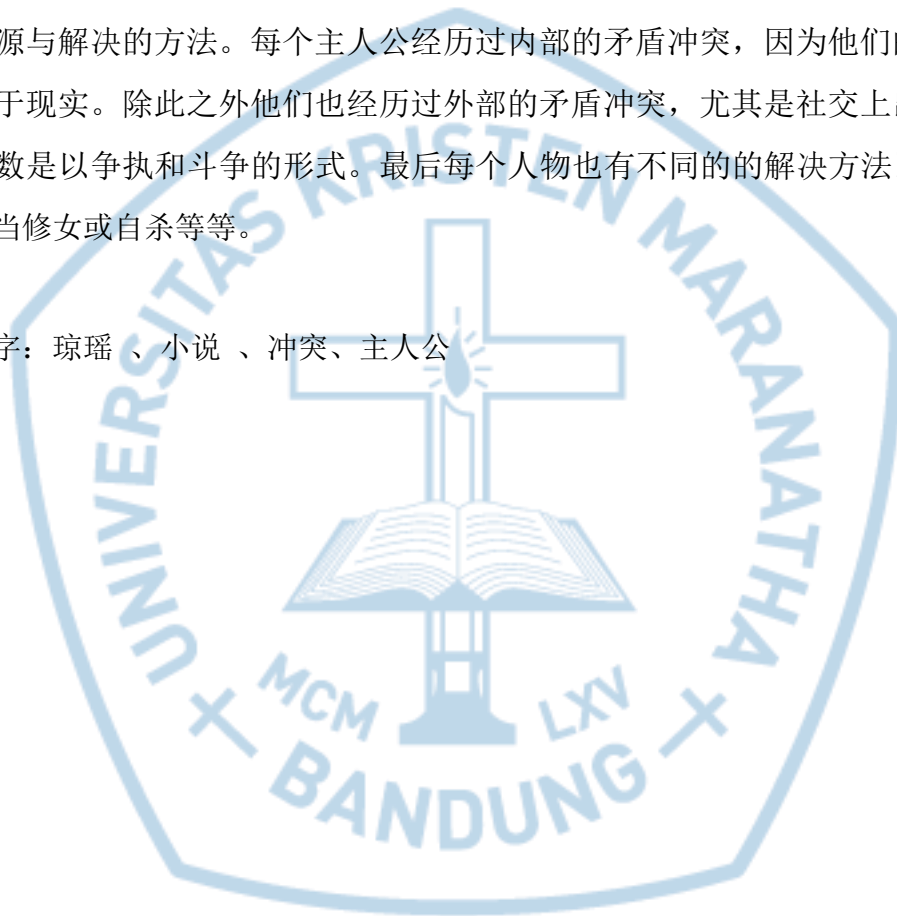 源与解决的方法。每个主人公经历过内部的矛盾冲突，因为他们
于现实。除此之外他们也经历过外部的矛盾冲突，尤其是社交上
数是以争执和斗争的形式。最后每个人物也有不同的的解决方法
当修女或自杀等等。
字：琼瑶 、小说 、冲突、主人公
UNIVERSITAS KRISTEN MARANATHA
MCM LXV
BANDUNG